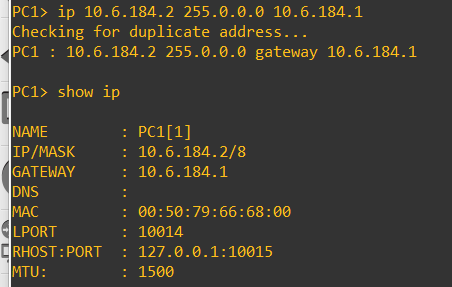 PC1> ip 10.6.184.2 255.0.0.0 10.6.184.1
Checking for duplicate address...
PC1 : 10.6.184.2 255.0.0.0 gateway 10.6.184.1
PC1> show ip
NAME        : PC1[1]
IP/MASK     : 10.6.184.2/8
GATEWAY     : 10.6.184.1
DNS         :
MAC         : 00:50:79:66:68:00
LPORT       : 10014
RHOST:PORT  : 127.0.0.1:10015
MTU:        : 1500